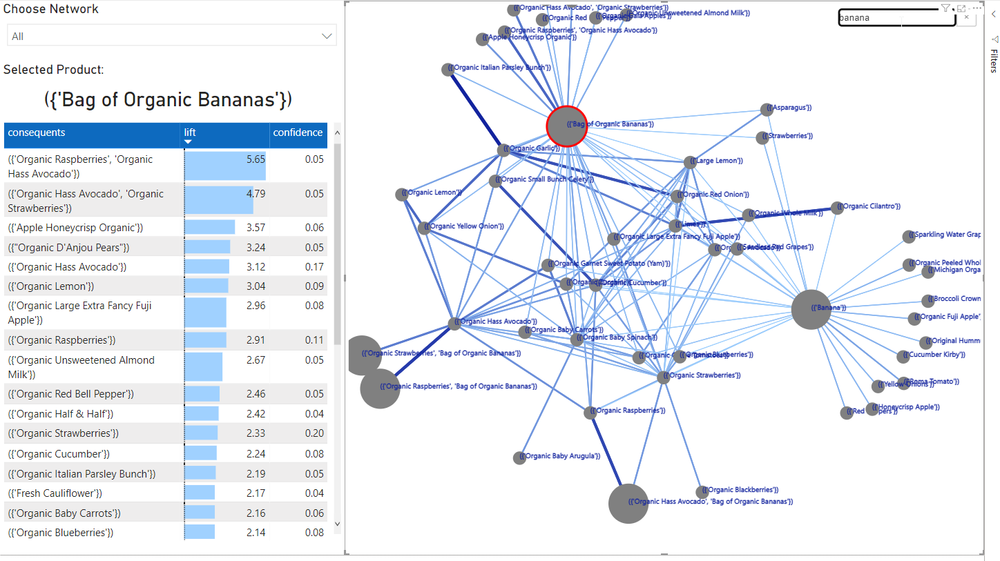 Choose Network
All
Selected Product:
({'Bag of Organic Bananas'})
consequents lift confidence
({'Organic Raspberries', 'Organic
Hass Avocado'}) 5.65 0.05
({'Organic Hass Avocado', 'Organic
Strawberries'}) 4.79 0.05
({'Apple Honeycrisp Organic'}) 3.57 0.06
({"Organic D'Anjou Pears"}) 3.24 0.05
({'Organic Hass Avocado'}) 3.12 0.17
({'Organic Lemon'}) 3.04 0.09
({'Organic Large Extra Fancy Fuji
Apple'}) 2.96 0.08
({'Organic Raspberries'}) 2.91 0.11
({'Organic Unsweetened Almond
Milk'}) 2.67 0.05
({'Organic Red Bell Pepper'}) 2.46 0.05
({'Organic Half & Half'}) 2.42 0.04
({'Organic Strawberries'}) 2.33 0.20
({'Organic Cucumber'}) 2.24 0.08
({'Organic Italian Parsley Bunch'}) 2.19 0.05
({'Fresh Cauliflower'}) 2.17 0.04
({'Organic Baby Carrots'}) 2.16 0.06
({'Organic Blueberries'}) 2.14 0.08
banana
Filters
({'Organic Hass Avocado', 'Organic Strawberries'})
({'Organic Unsweetened Almond Milk'})
({'Organic Red
({'Organic Raspberries', 'Organic Hass Avocado'})
({'Apple Honeycrisp Organic'})
({'Organic Italian Parsley Bunch'})
({'Asparagus'})
({'Bag of Organic Bananas'})
({'Strawberries'})
({'Organic Garlic'})
({'Large Lemon'})
({'Organic Small Bunch Celery'})
({'Organic Lemon'})
({'Organic Red Onion'})
({'Organic Cilantro'})
({'Organic Whole Milk'})
({'Limes'})
({'Organic Yellow Onion'})
({'Organic Large Extra Fancy Fuji Apple'})
({'Seedless Red Grapes'})
({'Sparkling Water Grap
({'Organic Garnet Sweet Potato (Yam)'})
({'Organic Peeled Whol
({'Michigan Orga
Cucumber'})
({'Broccoli Crown
({'Banana'})
({'Organic Fuji Apple'
({'Organic Hass Avocado'})
({'Organic Baby Carrots'})
({'Organic Baby Spinach'})
({'Original Humm
({'Organic Strawberries', 'Bag of Organic Bananas'})
({'Organic Blueberries'})
({'Cucumber Kirby'})
({'Organic Strawberries'})
({'Roma Tomato'})
({'Yellow Onions'})
({'Organic Raspberries', 'Bag of Organic Bananas'})
({'Organic Raspberries'})
({'Honeycrisp Apple'})
({'Red
({'Organic Baby Arugula'})
({'Organic Blackberries'})
({'Organic Hass Avocado', 'Bag of Organic Bananas'})